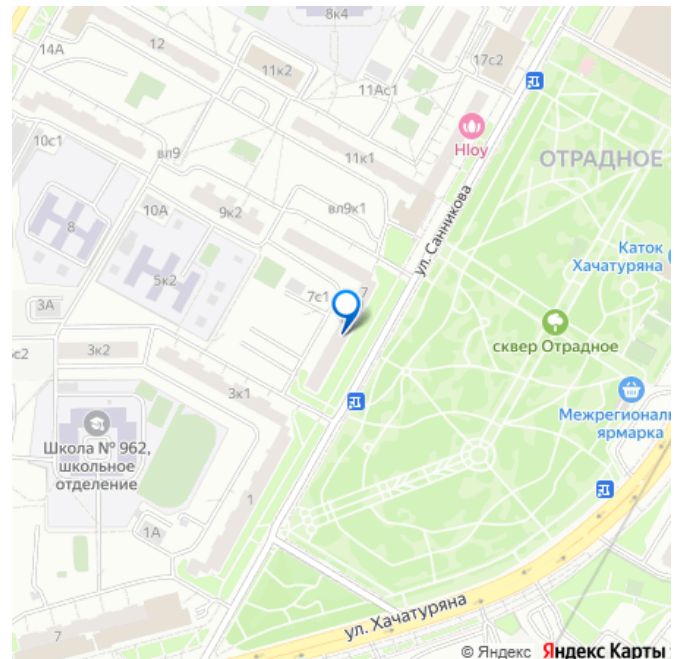 8к4
12
14А
11к2
17с2
11Ас1
Hloy
10с1
вл9
11к1
ОТРАДНОЕ
10А
9к2
вл9к1
ул. Санникова
8
Каток
Хачатуряна
5к2
7с1
7
3А
сквер Отрадное
с2
3к2
3к1
Межрегиональ
ярмарка
Школа № 962,
школьное
отделение
1
1А
ул. Хачатуряна
7
© Яндекс Яндекс Карты